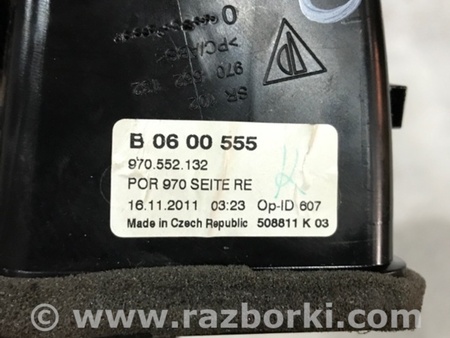 B 06 00 555
970.552.132
POR 970 SEITE RE
16.11.2011 03:23 Op-ID 607
Made in Czech Republic 508811 K 03
© www.razborki.com